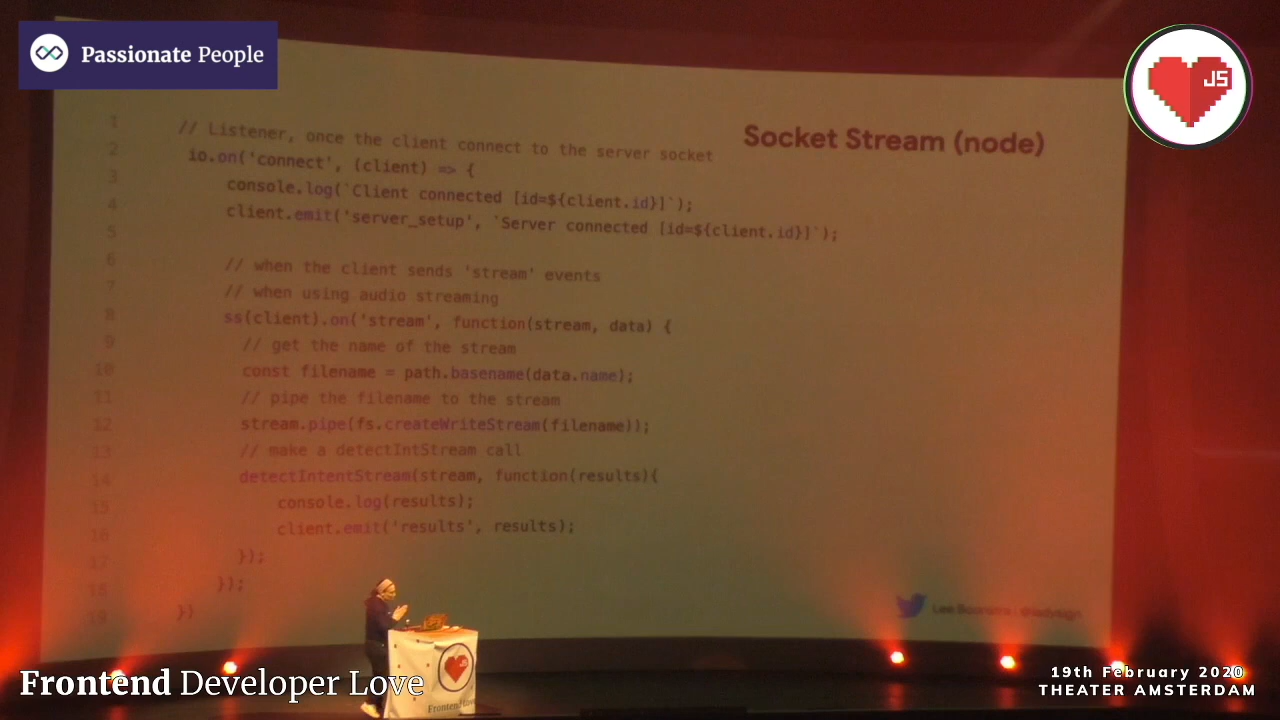 Passionate People
JS
Socket Stream (node)
1
2 // Listener, once the client connect to the server socket
3 io.on('connect', (client) => {
4 console.log(`Client connected [id=${client.id}]`);
5 client.emit('server_setup', `Server connected [id=${client.id}]`);
6
7 // when the client sends 'stream' events
8 // when using audio streaming
9 ss(client).on('stream', function(stream, data) {
10 // get the name of the stream
11 const filename = path.basename(data.name);
12 // pipe the filename to the stream
13 stream.pipe(fs.createWriteStream(filename));
14 // make a detectIntStream call
15 detectIntentStream(stream, function(results){
16 console.log(results);
17 client.emit('results', results);
18 });
19 });
})
JS
Frontend Love
Frontend Developer Love
19th February 2020
THEATER AMSTERDAM